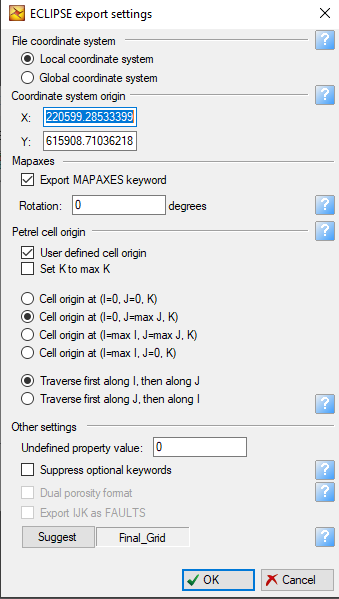 ECLIPSE export settings
File coordinate system
?
Local coordinate system
Global coordinate system
Coordinate system origin
?
X: 220599.28533399
Y: 615908.71036218
Mapaxes
Export MAPAXES keyword
Rotation: 0 degrees
?
Petrel cell origin
?
User defined cell origin
Set K to max K
Cell origin at (I=0, J=0, K)
Cell origin at (I=0, J=max J, K)
Cell origin at (I=max I, J=max J, K)
Cell origin at (I=max I, J=0, K)
Traverse first along I, then along J
Traverse first along J, then along I
?
Other settings
Undefined property value: 0
Suppress optional keywords
?
Dual porosity format
?
Export IJK as FAULTS
Suggest Final_Grid
?
OK Cancel